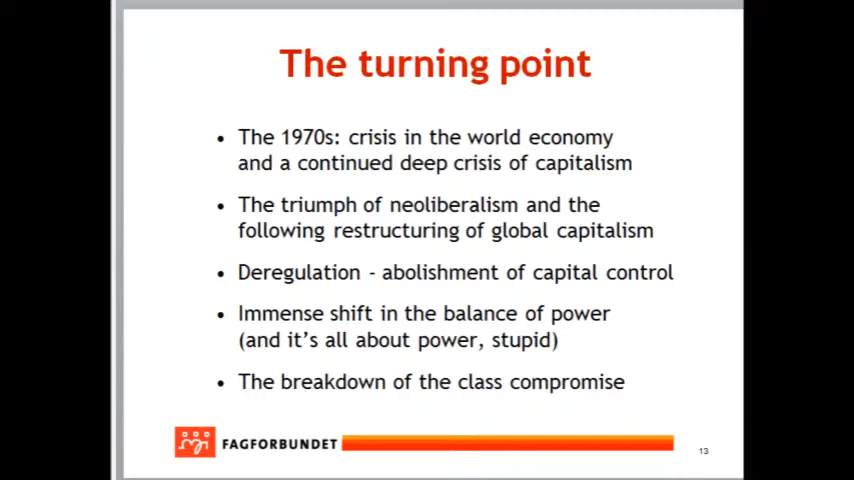 The turning point
• The 1970s: crisis in the world economy
and a continued deep crisis of capitalism
• The triumph of neoliberalism and the
following restructuring of global capitalism
• Deregulation - abolishment of capital control
• Immense shift in the balance of power
(and it's all about power, stupid)
• The breakdown of the class compromise
FAGFORBUNDET
13